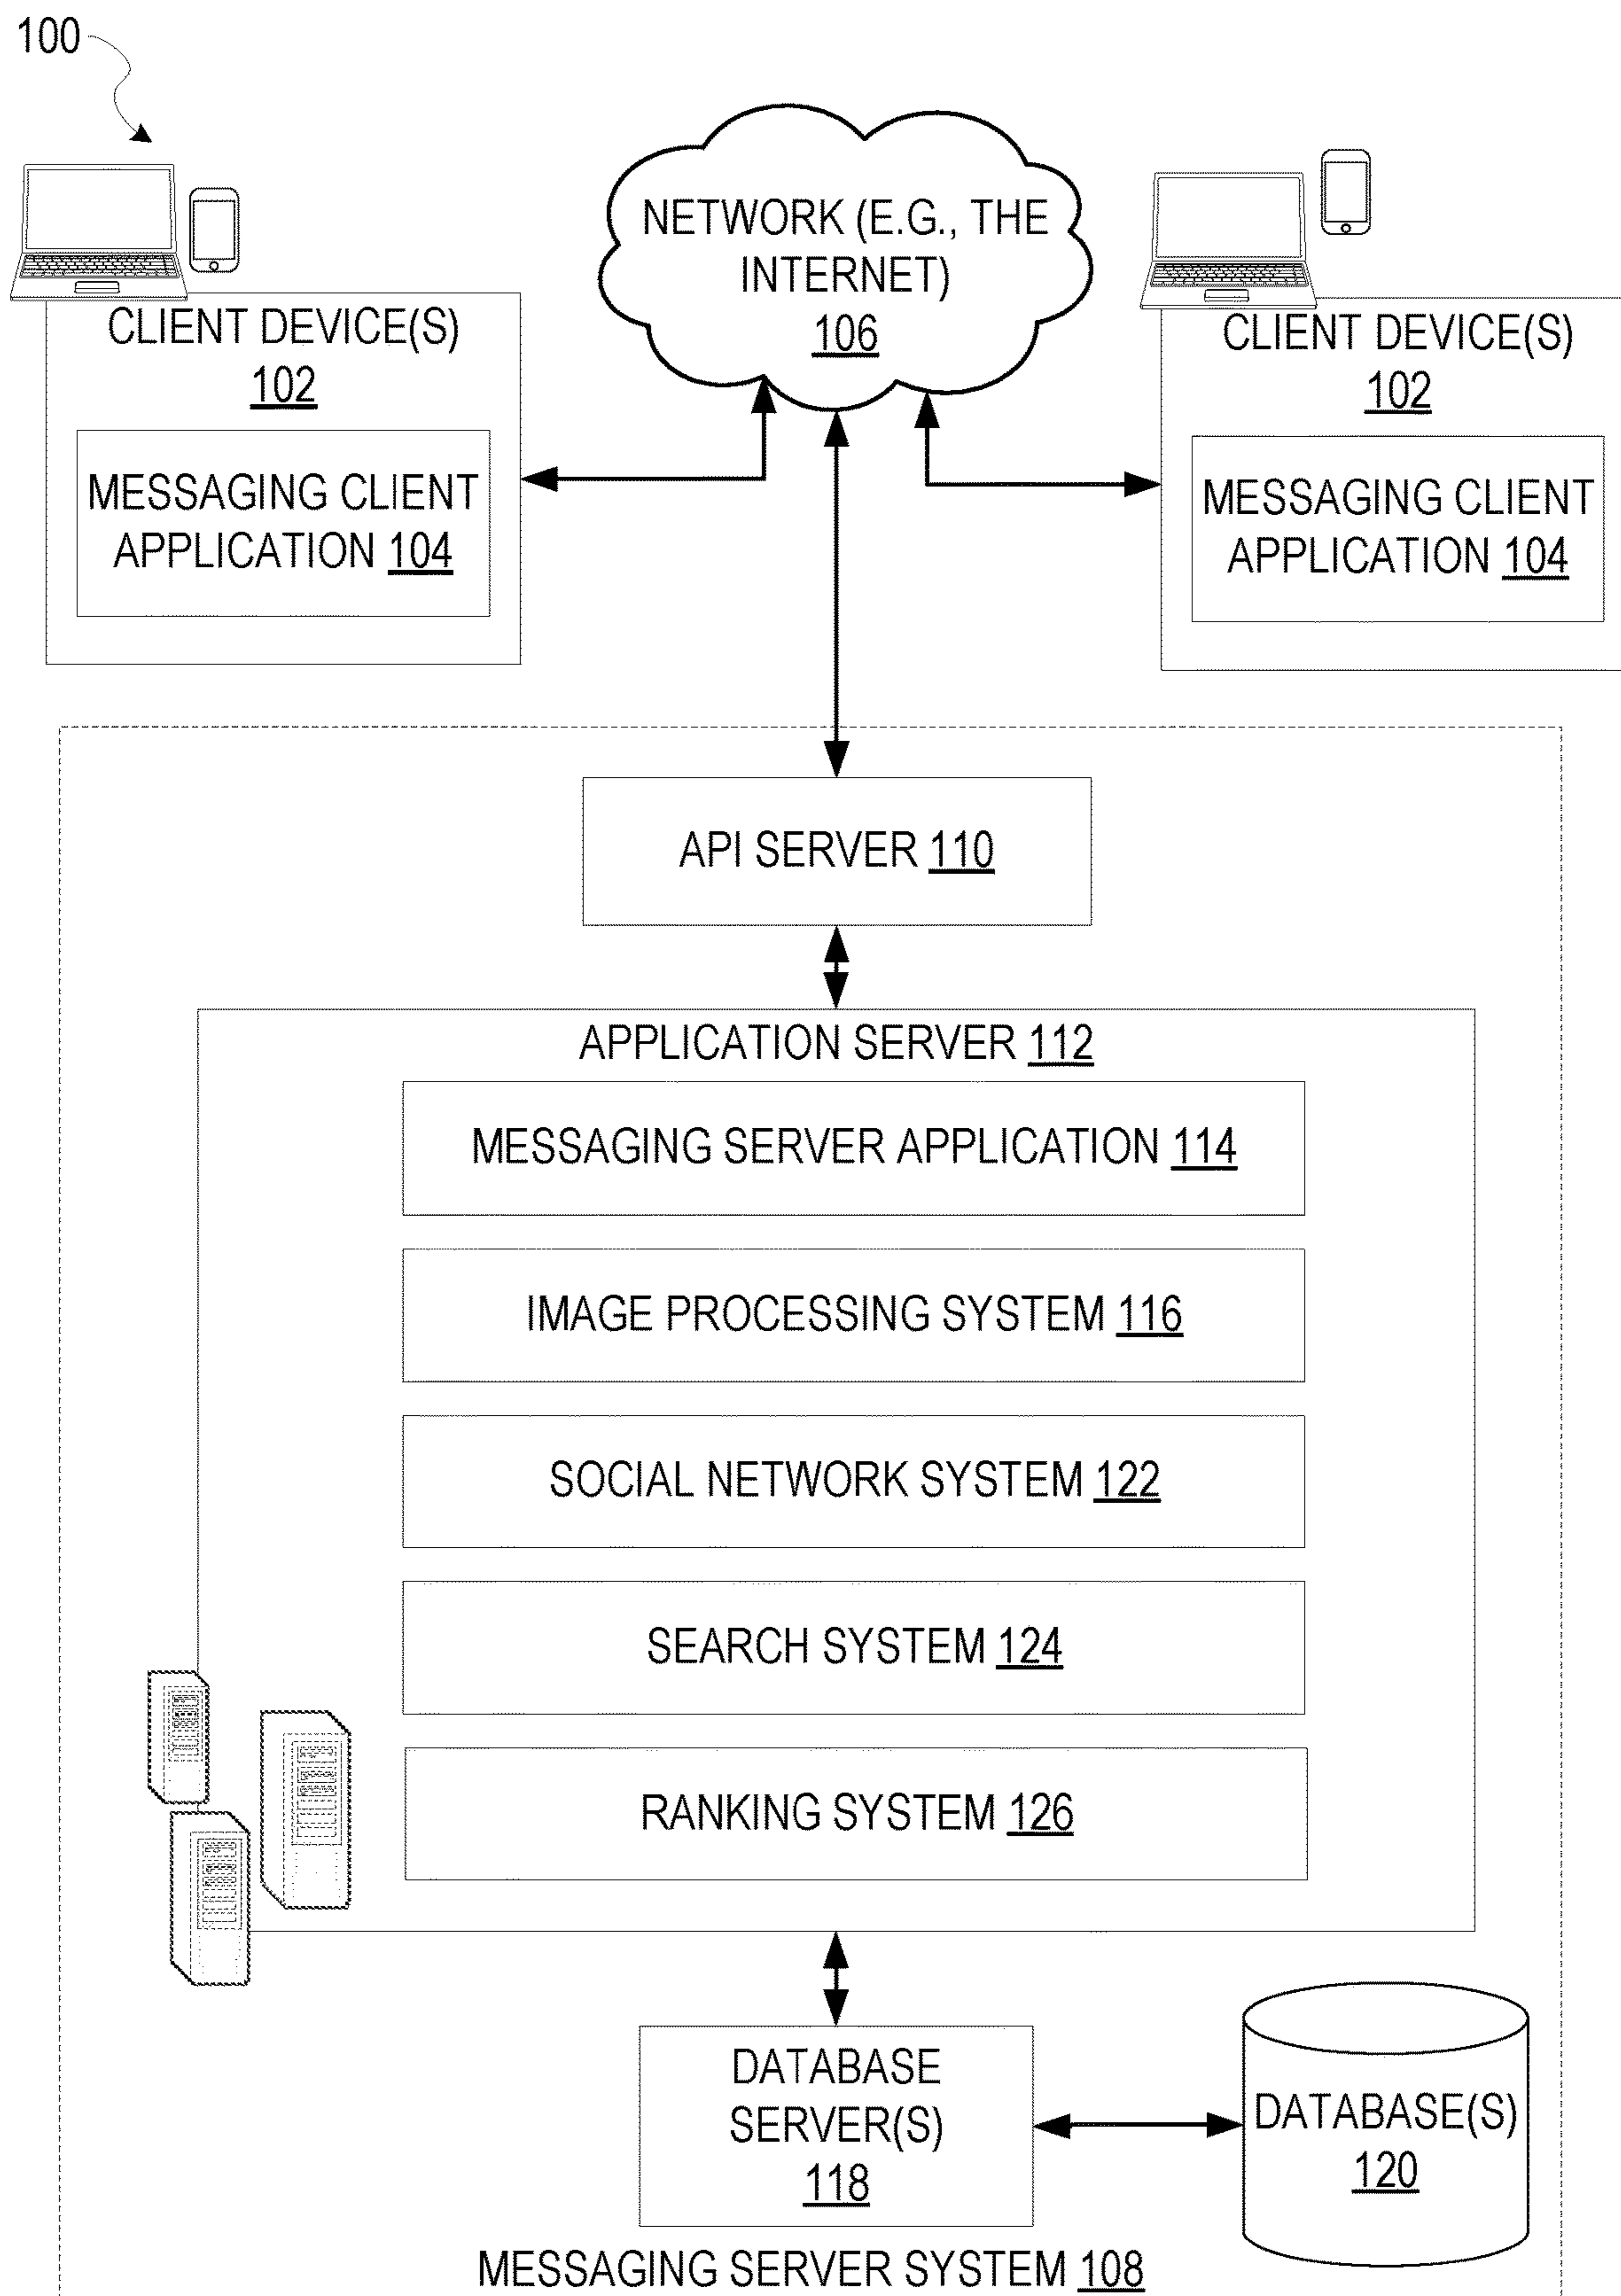 100
NETWORK (E.G., THE
INTERNET)
106
CLIENT DEVICE(S)
102
MESSAGING CLIENT
APPLICATION 104
CLIENT DEVICE(S)
102
MESSAGING CLIENT
APPLICATION 104
API SERVER 110
APPLICATION SERVER 112
MESSAGING SERVER APPLICATION 114
IMAGE PROCESSING SYSTEM 116
SOCIAL NETWORK SYSTEM 122
SEARCH SYSTEM 124
RANKING SYSTEM 126
DATABASE
SERVER(S)
118
DATABASE(S)
120
MESSAGING SERVER SYSTEM 108